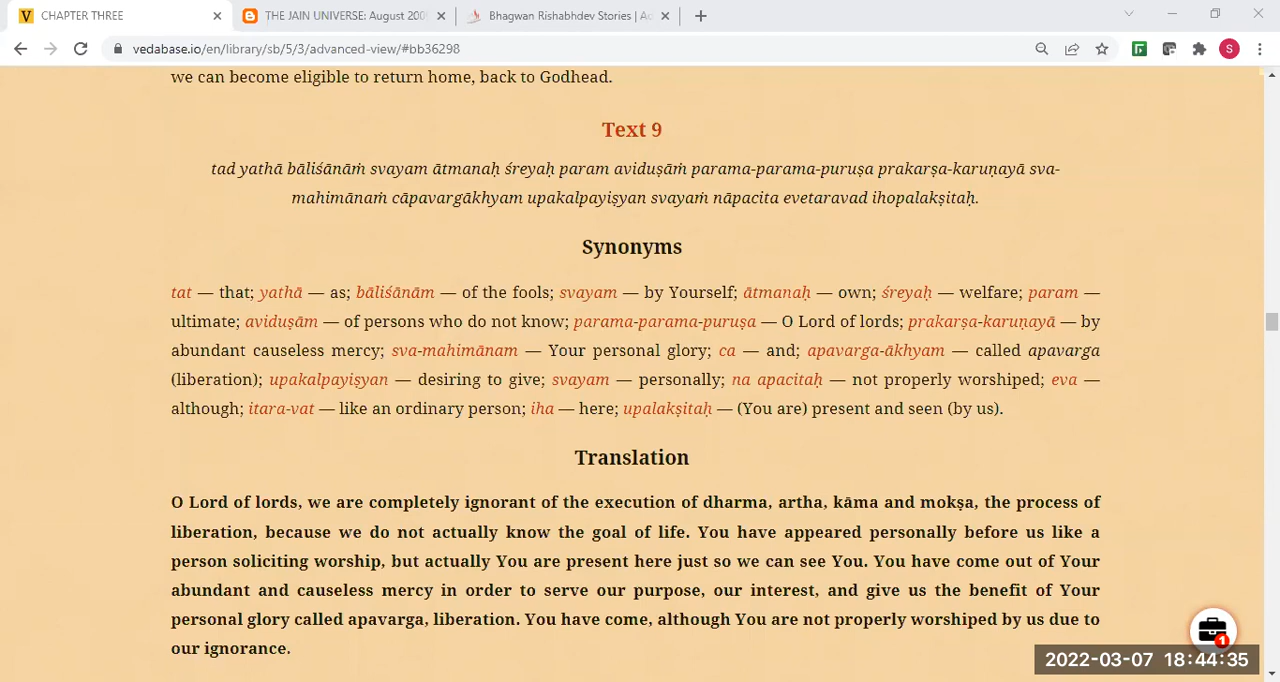 CHAPTER THREE
THE JAIN UNIVERSE: August 2009
Bhagwan Rishabhdev Stories | A
vedabase.io/en/library/sb/5/3/advanced-view/#bb36298
S
we can become eligible to return home, back to Godhead.
Text 9
tad yathā bāliśānāṁ svayam ātmanaḥ śreyaḥ param aviduṣāṁ parama-parama-puruṣa prakarṣa-karuṇayā sva-
mahimānaṁ cāpavargākhyam upakalpayiṣyan svayaṁ nāpacita evetaravad ihopalakṣitaḥ.
Synonyms
tat — that; yathā — as; bāliśānām — of the fools; svayam — by Yourself; ātmanaḥ — own; śreyaḥ — welfare; param —
ultimate; aviduṣām — of persons who do not know; parama-parama-puruṣa — O Lord of lords; prakarṣa-karuṇayā — by
abundant causeless mercy; sva-mahimānam — Your personal glory; ca — and; apavarga-ākhyam — called apavarga
(liberation); upakalpayiṣyan — desiring to give; svayam — personally; na apacitaḥ — not properly worshiped; eva —
although; itara-vat — like an ordinary person; iha — here; upalakṣitaḥ — (You are) present and seen (by us).
Translation
O Lord of lords, we are completely ignorant of the execution of dharma, artha, kāma and mokṣa, the process of
liberation, because we do not actually know the goal of life. You have appeared personally before us like a
person soliciting worship, but actually You are present here just so we can see You. You have come out of Your
abundant and causeless mercy in order to serve our purpose, our interest, and give us the benefit of Your
personal glory called apavarga, liberation. You have come, although You are not properly worshiped by us due to
our ignorance.
1
2022-03-07 18:44:35